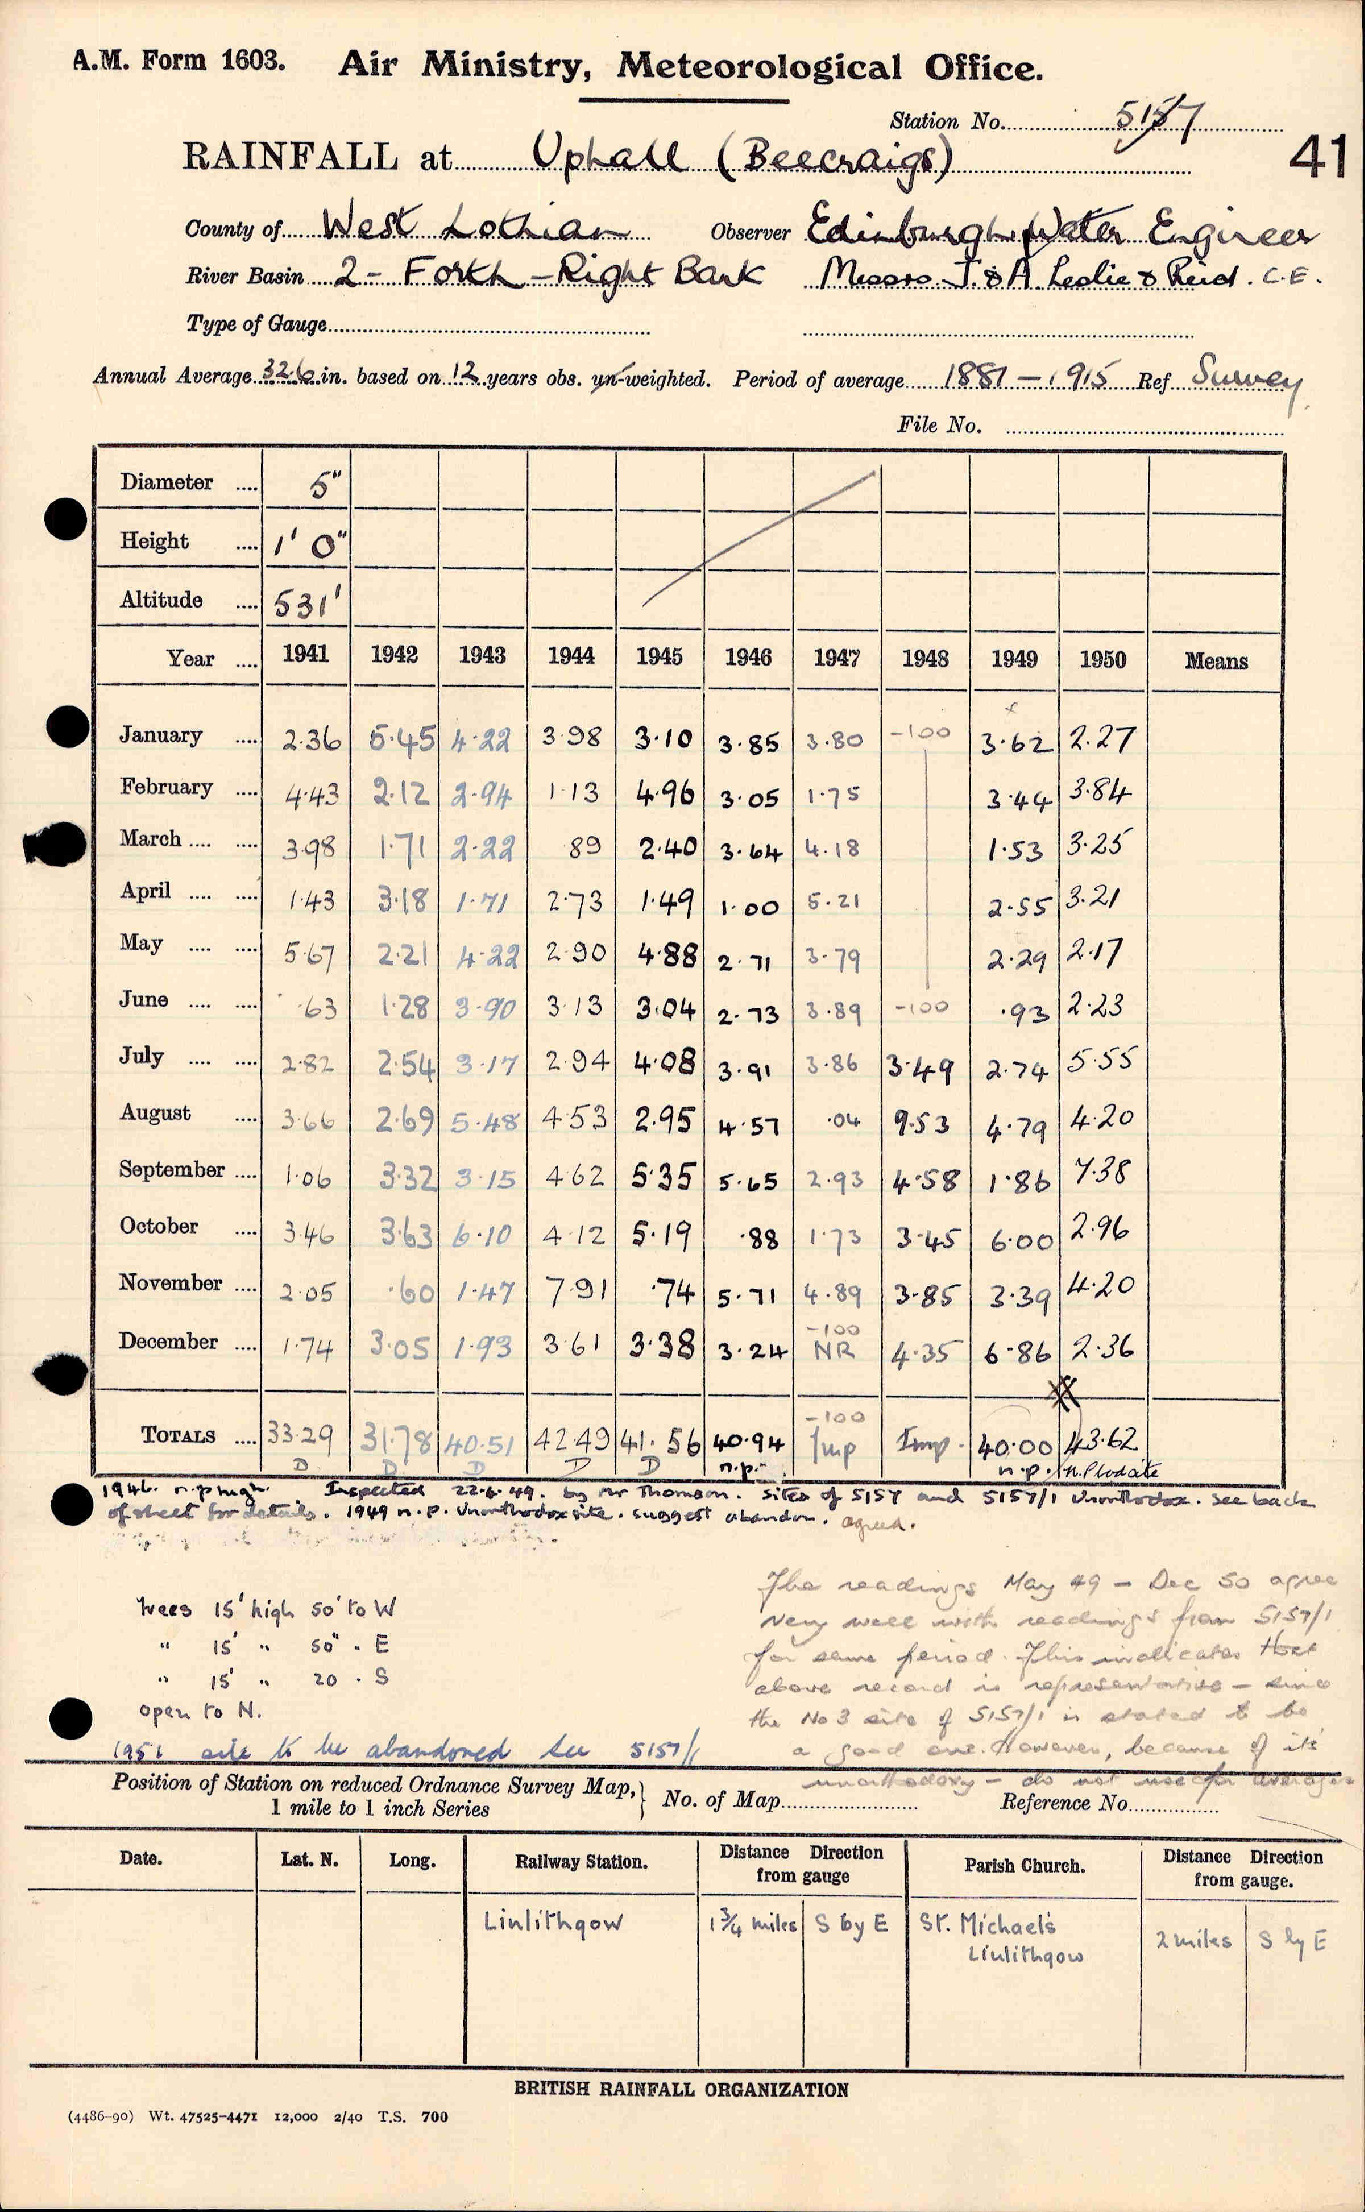 A.M. Form 1603. Air Ministry, Meteorological Office.
Station No. 5157
RAINFALL at Uphall (Beecraigs) 41
County of West Lothian Observer Edinburgh Water Engineer
River Basin 2 - Forth - Right Bank Messrs. J. & A. Leslie & Reid. C.E.
Type of Gauge
Annual Average 32.6 in. based on 12 years obs. un-weighted. Period of average 1881 - 1915 Ref Survey
File No.
Diameter .... 5"
Height .... 1' 0"
Altitude .... 531'
Year .... 1941 1942 1943 1944 1945 1946 1947 1948 1949 1950 Means
January .... 2.36 5.45 4.22 3.98 3.10 3.85 3.80 -100 3.62 2.27
February .... 4.43 2.12 2.94 1.13 4.96 3.05 1.75 3.44 3.84
March .... .... 3.98 1.71 2.22 .89 2.40 3.64 4.18 1.53 3.25
April .... .... 1.43 3.18 1.71 2.73 1.49 1.00 5.21 2.55 3.21
May .... .... 5.67 2.21 4.22 2.90 4.88 2.71 3.79 2.29 2.17
June .... .... .63 1.28 3.90 3.13 3.04 2.73 3.89 -100 .93 2.23
July .... .... 2.82 2.54 3.17 2.94 4.08 3.91 3.86 3.49 2.74 5.55
August .... 3.66 2.69 5.48 4.53 2.95 4.57 .04 9.53 4.79 4.20
September .... 1.06 3.32 3.15 4.62 5.35 5.65 2.93 4.58 1.86 7.38
October .... 3.46 3.63 6.10 4.12 5.19 .88 1.73 3.45 6.00 2.96
November .... 2.05 .60 1.47 7.91 .74 5.71 4.89 3.85 3.39 4.20
December .... 1.74 3.05 1.93 3.61 3.38 3.24 -100 NR 4.35 6.86 2.36
TOTALS .... 33.29 31.78 40.51 42.49 41.56 40.94 -100 Imp Imp. 40.00 43.62
D D D D D n.p. n.p. n.p.
1946. n.p. high. Inspected 22.6.49. by Mr Thomson. Sites of 5157 and 5157/1 Unorthodox. See back
of sheet for details. 1949 n.p. Unorthodox site. suggest abandon. agreed.
The readings May 49 - Dec 50 agree
very well with readings from 5157/1
for same period. This indicates that
above record is representative - since
the No 3 site of 5157/1 is stated to be
a good one. However, because of its
unorthodoxy - do not use for averages
Trees 15' high 50' to W
" 15' " 50" . E
" 15' " 20 . S
open to N.
1951 site to be abandoned see 5157/1
Position of Station on reduced Ordnance Survey Map, 1 mile to 1 inch Series } No. of Map Reference No.
Date. Lat. N. Long. Railway Station. Distance Direction from gauge Parish Church. Distance Direction from gauge.
Linlithgow 1¾ miles S by E St. Michael's Linlithgow 2 miles S by E
BRITISH RAINFALL ORGANIZATION
(4486-90) Wt. 47525-4471 12,000 2/40 T.S. 700